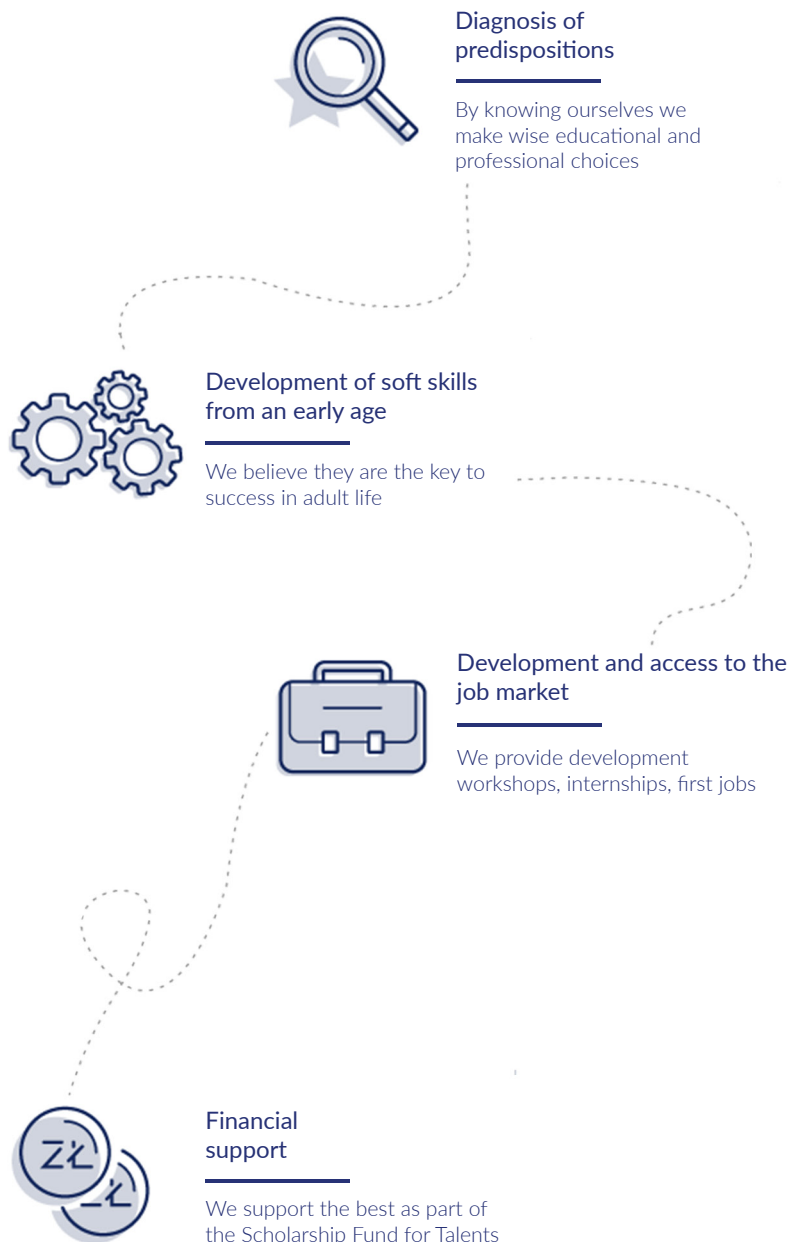 Diagnosis of
predispositions
By knowing ourselves we
make wise educational and
professional choices
Development of soft skills
from an early age
We believe they are the key to
success in adult life
Development and access to the
job market
We provide development
workshops, internships, first jobs
ZŁ
ZŁ
Financial
support
We support the best as part of
the Scholarship Fund for Talents